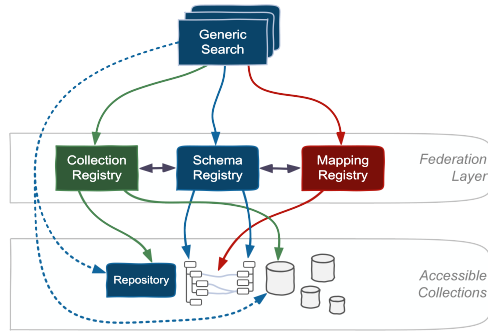 Generic
Search
Collection
Registry
Schema
Registry
Mapping
Registry
Federation
Layer
Repository
Accessible
Collections